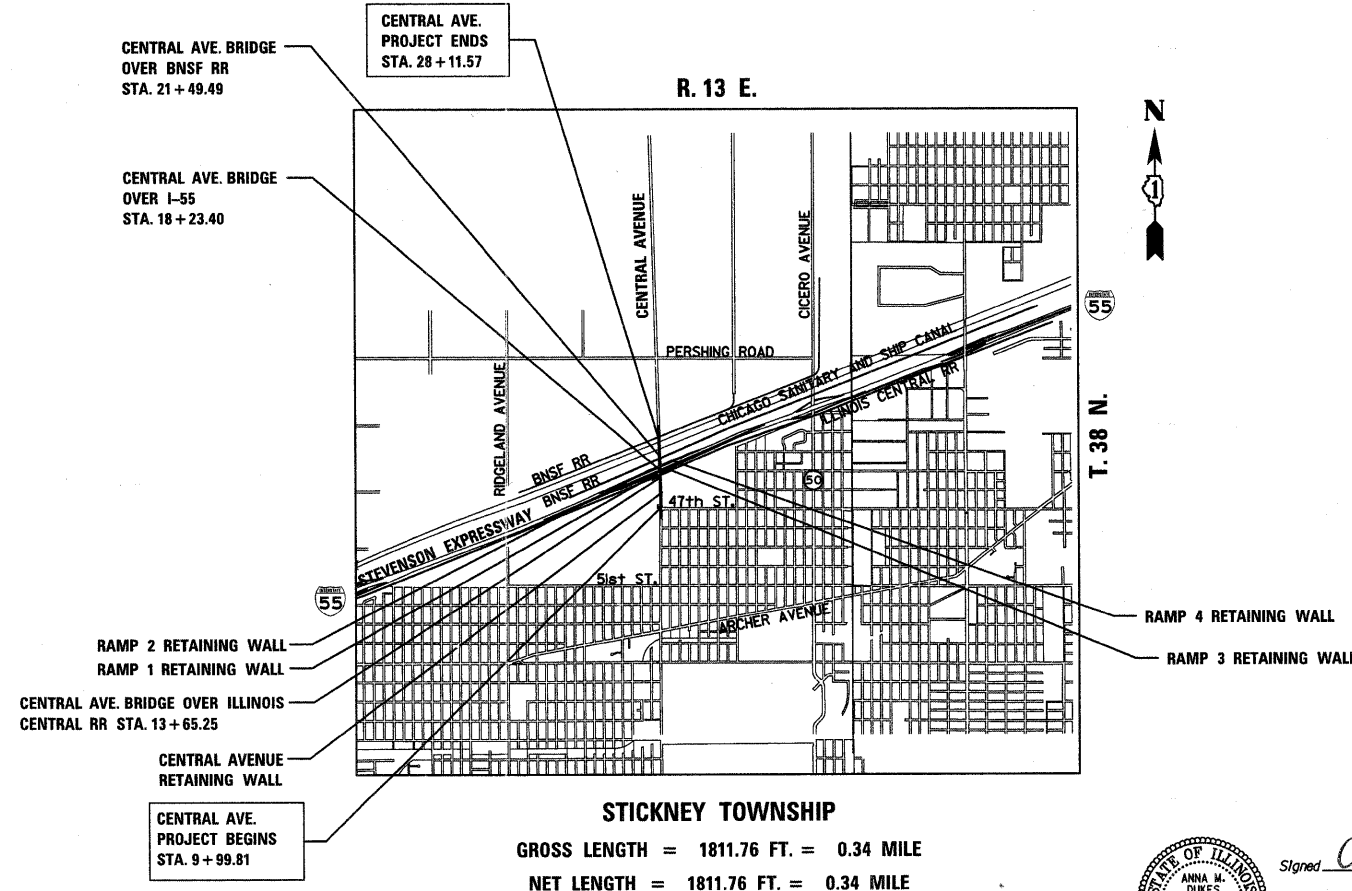 CENTRAL AVE.
PROJECT ENDS
STA. 28+11.57
CENTRAL AVE. BRIDGE
OVER BNSF RR
STA. 21+49.49
R. 13 E.
N
1
CENTRAL AVE. BRIDGE
OVER I-55
STA. 18+23.40
CENTRAL AVENUE
CICERO AVENUE
55
PERSHING ROAD
CHICAGO SANITARY AND SHIP CANAL
ILLINOIS CENTRAL RR
RIDGELAND AVENUE
T. 38 N.
BNSF RR
BNSF RR
50
47th ST.
STEVENSON EXPRESSWAY
51st ST.
55
ARCHER AVENUE
RAMP 4 RETAINING WALL
RAMP 2 RETAINING WALL
RAMP 3 RETAINING WALL
RAMP 1 RETAINING WALL
CENTRAL AVE. BRIDGE OVER ILLINOIS
CENTRAL RR STA. 13+65.25
CENTRAL AVENUE
RETAINING WALL
CENTRAL AVE.
PROJECT BEGINS
STA. 9+99.81
STICKNEY TOWNSHIP
GROSS LENGTH = 1811.76 FT. = 0.34 MILE
NET LENGTH = 1811.76 FT. = 0.34 MILE
STATE OF ILLINOIS
ANNA M.
DUKES
Signed